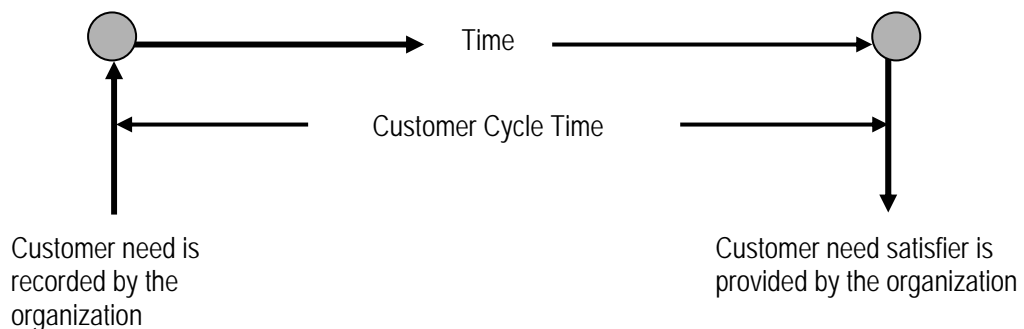 Time
Customer Cycle Time
Customer need is
recorded by the
organization
Customer need satisfier is
provided by the organization